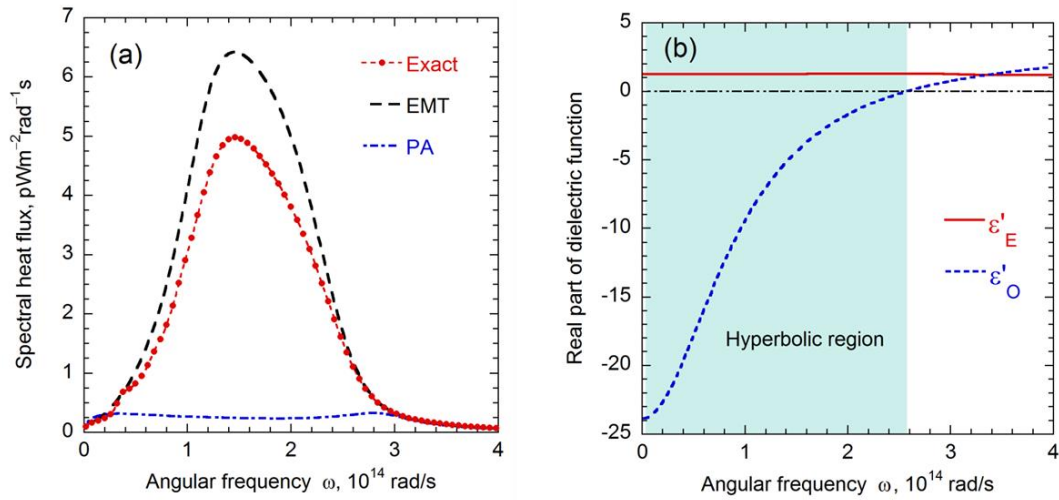 (a)
Exact
EMT
PA
Spectral heat flux, pWm⁻²rad⁻¹s
7
6
5
4
3
2
1
0
0 1 2 3 4
Angular frequency ω, 10¹⁴ rad/s
(b)
Real part of dielectric function
5
0
-5
-10
-15
-20
-25
ε'E
ε'O
Hyperbolic region
0 1 2 3 4
Angular frequency ω, 10¹⁴ rad/s